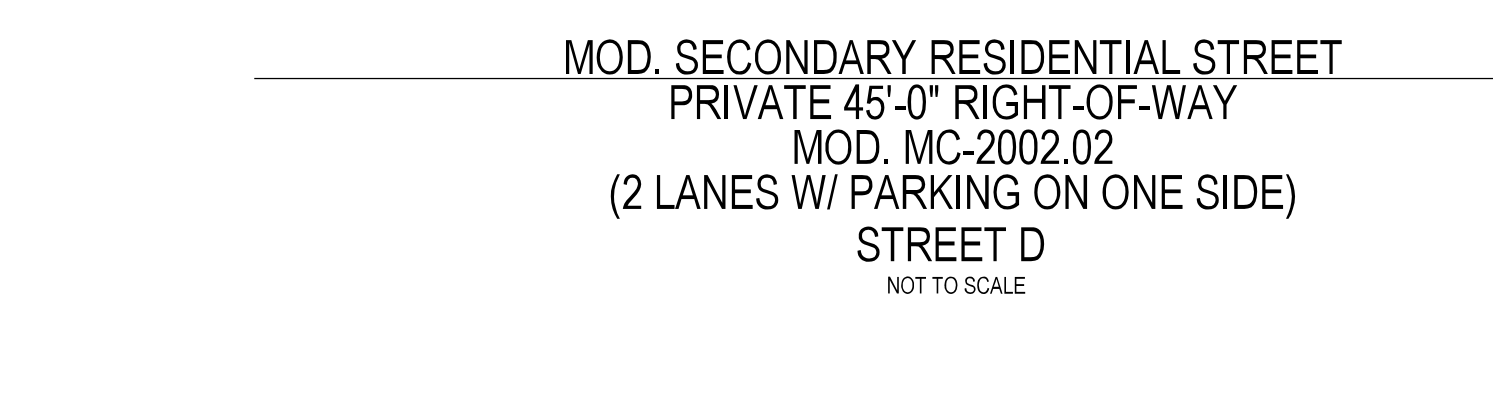 MOD. SECONDARY RESIDENTIAL STREET
PRIVATE 45'-0" RIGHT-OF-WAY
MOD. MC-2002.02
(2 LANES W/ PARKING ON ONE SIDE)
STREET D
NOT TO SCALE